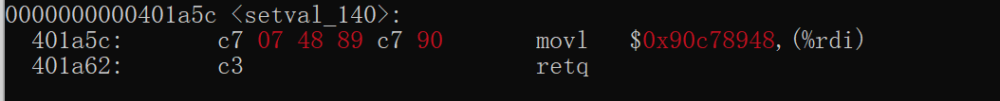 0000000000401a5c <setval_140>:
401a5c: c7 07 48 89 c7 90 movl $0x90c78948,(%rdi)
401a62: c3 retq